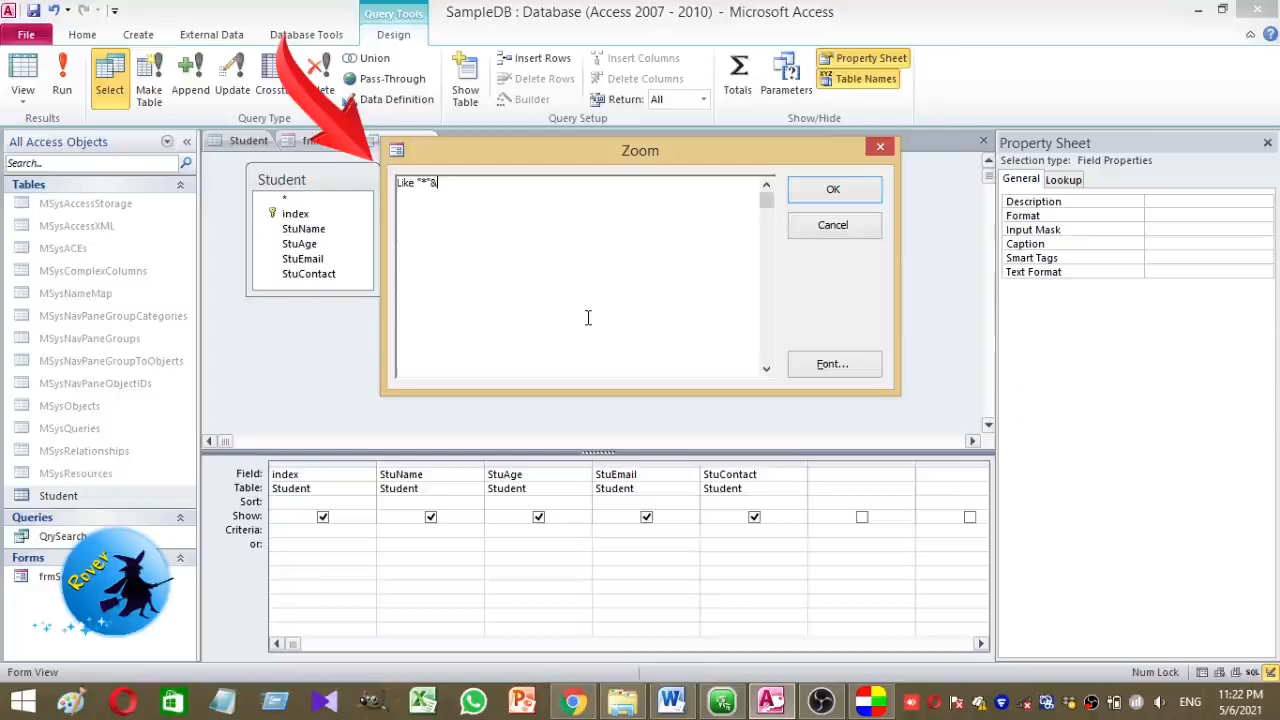 Query Tools
SampleDB : Database (Access 2007 - 2010) - Microsoft Access
File Home Create External Data Database Tools Design
View Run Select Make Table Append Update
Union
Pass-Through
Data Definition
Show Table
Insert Rows
Delete Rows
Builder
Insert Columns
Delete Columns
Return: All
Totals Parameters
Property Sheet
Table Names
Results Query Type Query Setup Show/Hide
All Access Objects
Search...
Tables
MSysAccessStorage
MSysAccessXML
MSysACEs
MSysComplexColumns
MSysNameMap
MSysNavPaneGroupCategories
MSysNavPaneGroups
MSysNavPaneGroupToObjects
MSysNavPaneObjectIDs
MSysObjects
MSysQueries
MSysRelationships
MSysResources
Student
Queries
QrySearch
Forms
Rover
Student
Student
*
index
StuName
StuAge
StuEmail
StuContact
Zoom
Like "*"&
OK
Cancel
Font...
Field: index StuName StuAge StuEmail StuContact
Table: Student Student Student Student Student
Sort:
Show:
Criteria:
or:
Property Sheet
Selection type: Field Properties
General Lookup
Description
Format
Input Mask
Caption
Smart Tags
Text Format
Form View
Num Lock
SQL
ENG
11:22 PM
5/6/2021